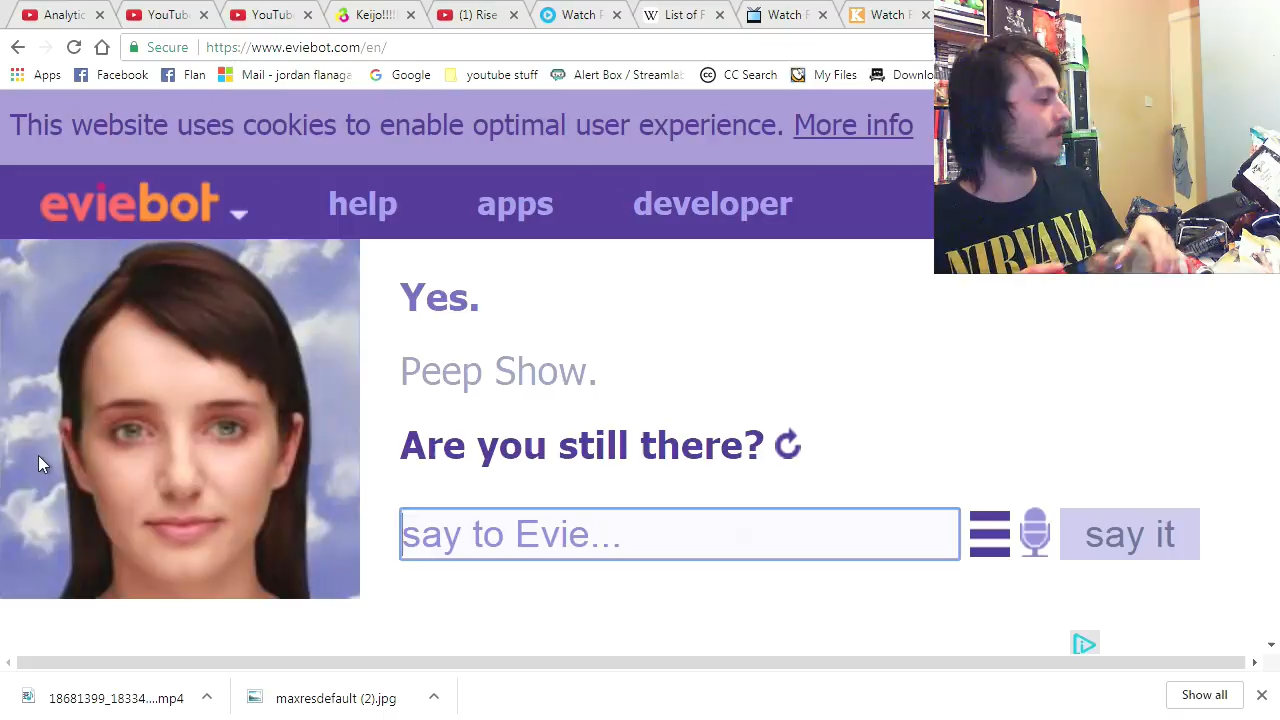 Analytic
YouTube
YouTube
Keijo!!!!
(1) Rise
Watch
List of
Watch
Watch
Secure
https://www.eviebot.com/en/
Apps
Facebook
Flan
Mail - jordan flanaga
Google
youtube stuff
Alert Box / Streamlab
CC Search
My Files
Downlo
This website uses cookies to enable optimal user experience. More info
eviebot
help
apps
developer
NIRVANA
Yes.
Peep Show.
Are you still there?
say to Evie...
say it
18681399_18334....mp4
maxresdefault (2).jpg
Show all